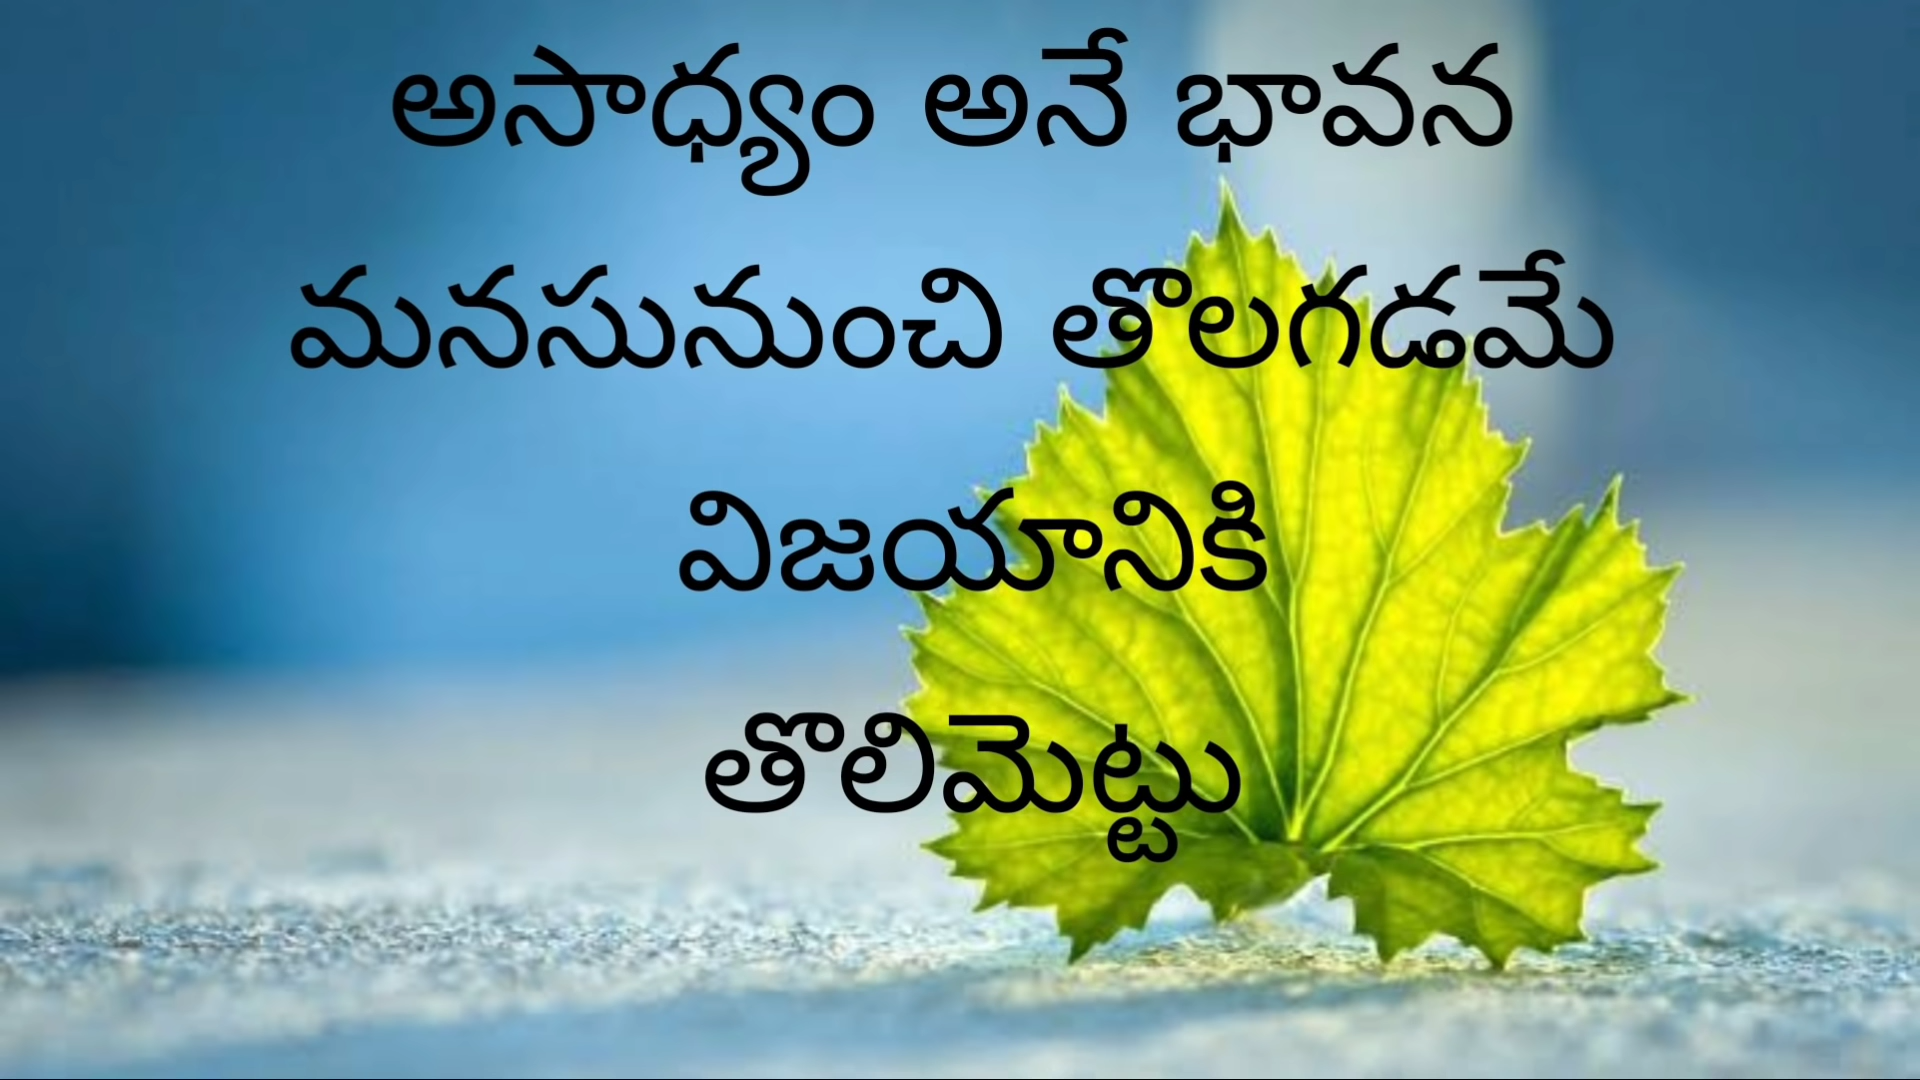 అసాధ్యం అనే భావన
మనసునుంచి తొలగడమే
విజయానికి
తొలిమెట్టు